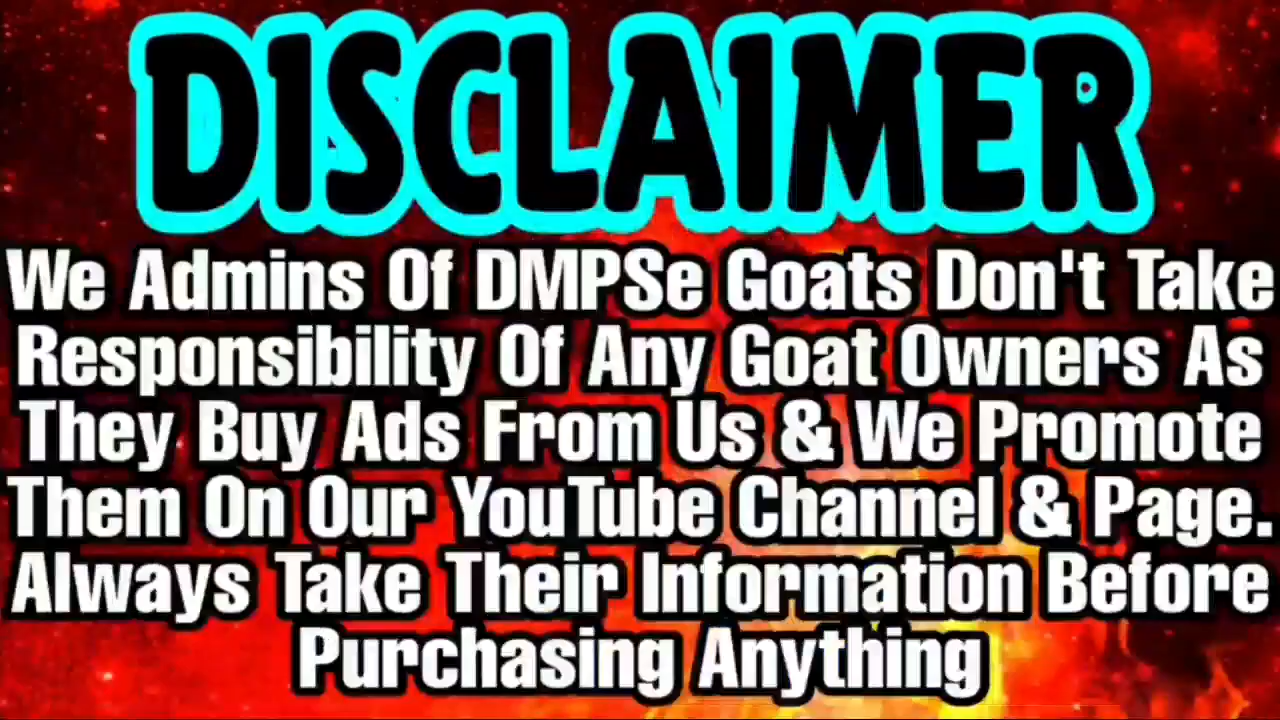 DISCLAIMER
We Admins Of DMPSe Goats Don't Take
Responsibility Of Any Goat Owners As
They Buy Ads From Us & We Promote
Them On Our YouTube Channel & Page.
Always Take Their Information Before
Purchasing Anything